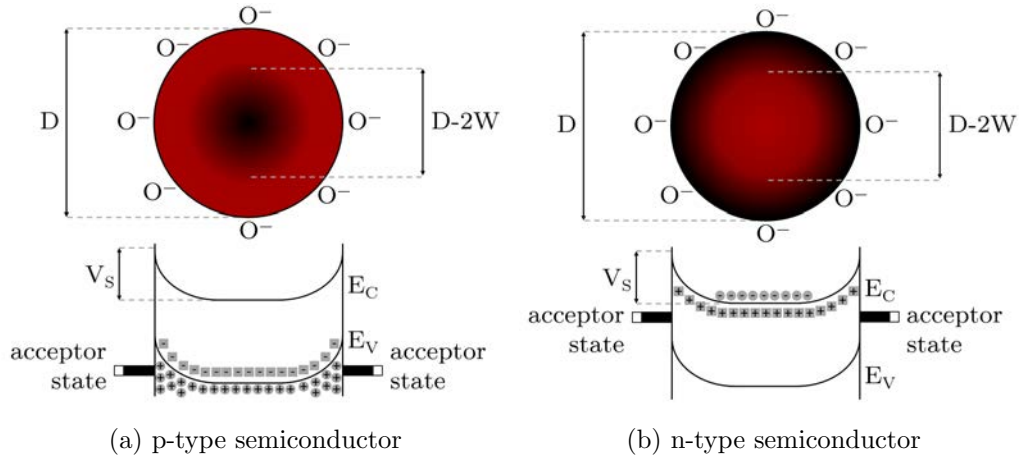 O⁻
O⁻
O⁻
D
O⁻
O⁻
D-2W
O⁻
O⁻
O⁻
V_S
E_C
E_V
acceptor
state
acceptor
state
(a) p-type semiconductor
O⁻
O⁻
O⁻
D
O⁻
O⁻
D-2W
O⁻
O⁻
O⁻
V_S
E_C
acceptor
state
acceptor
state
E_V
(b) n-type semiconductor